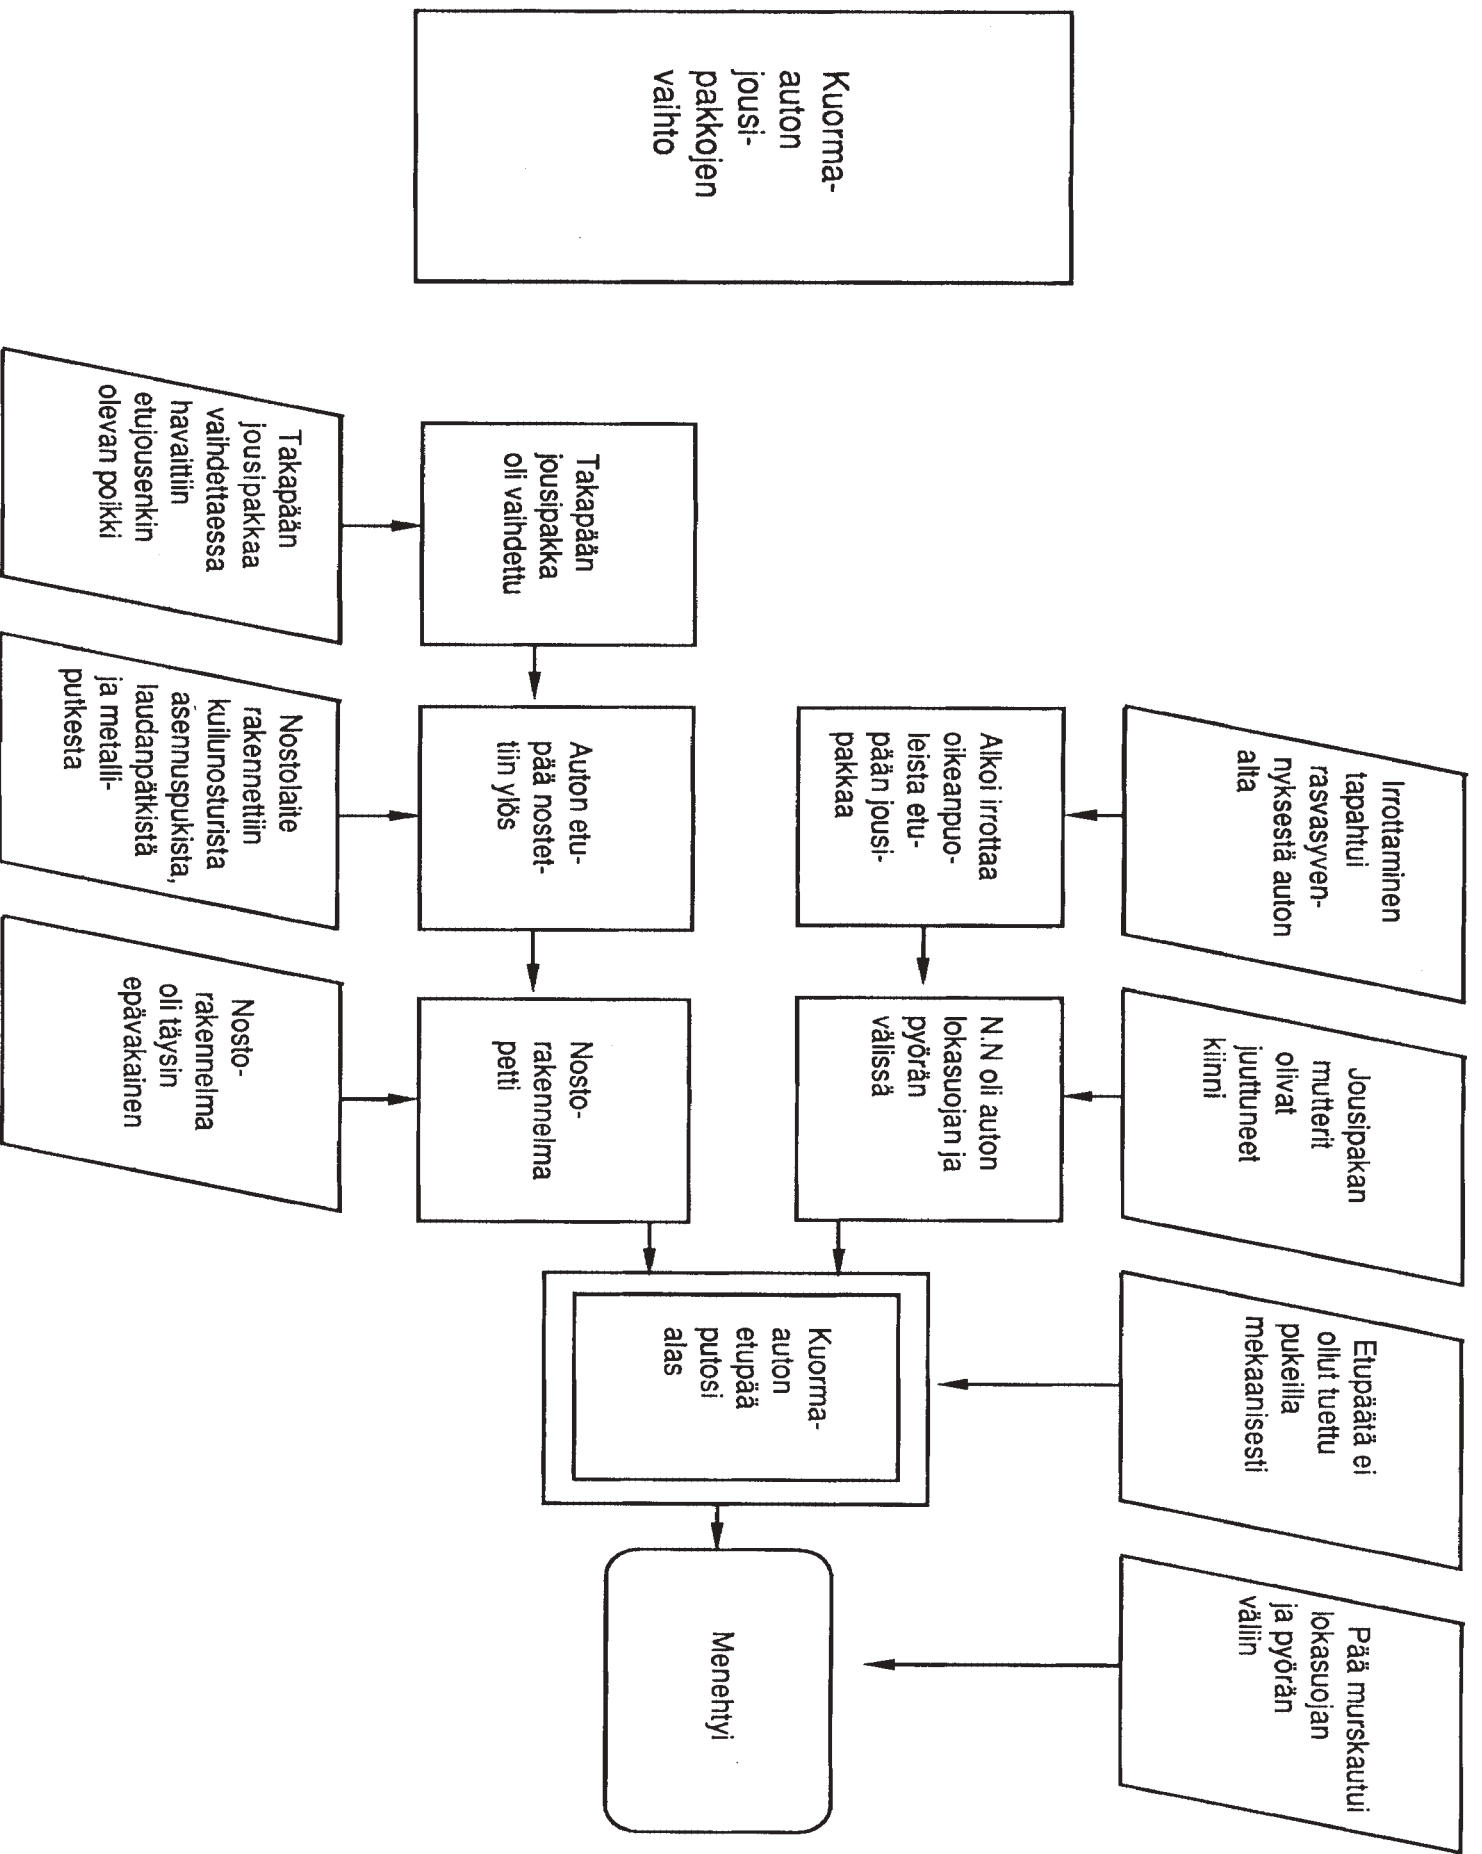 Kuorma-
auton
jousi-
pakkojen
vaihto
Irrottaminen
tapahtui
rasvasyven-
nyksestä auton
alta
Jousipakan
mutterit
olivat
juuttuneet
kiinni
Etupäätä ei
ollut tuettu
pukeilla
mekaanisesti
Pää murskautui
lokasuojan
ja pyörän
väliin
Alkoi irrottaa
oikeanpuo-
leista etu-
pään jousi-
pakkaa
N.N oli auton
lokasuojan ja
pyörän
välissä
Kuorma-
auton
etupää
putosi
alas
Menehtyi
Takapään
jousipakka
oli vaihdettu
Auton etu-
pää nostet-
tiin ylös
Nosto-
rakennelma
petti
Takapään
jousipakkaa
vaihdettaessa
havaittiin
etujousenkin
olevan poikki
Nostolaite
rakennettiin
kuilunosturista
asennuspukista,
laudanpätkistä
ja metalli-
putkesta
Nosto-
rakennelma
oli täysin
epävakainen